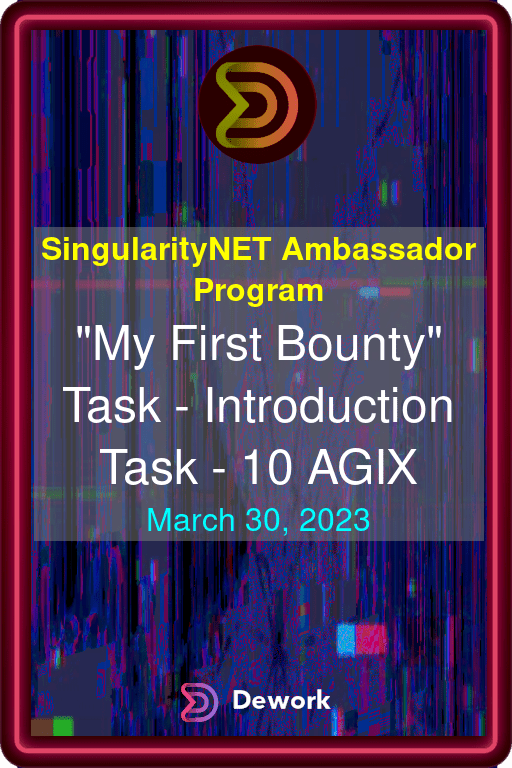 SingularityNET Ambassador
Program
"My First Bounty"
Task - Introduction
Task - 10 AGIX
March 30, 2023
Dework